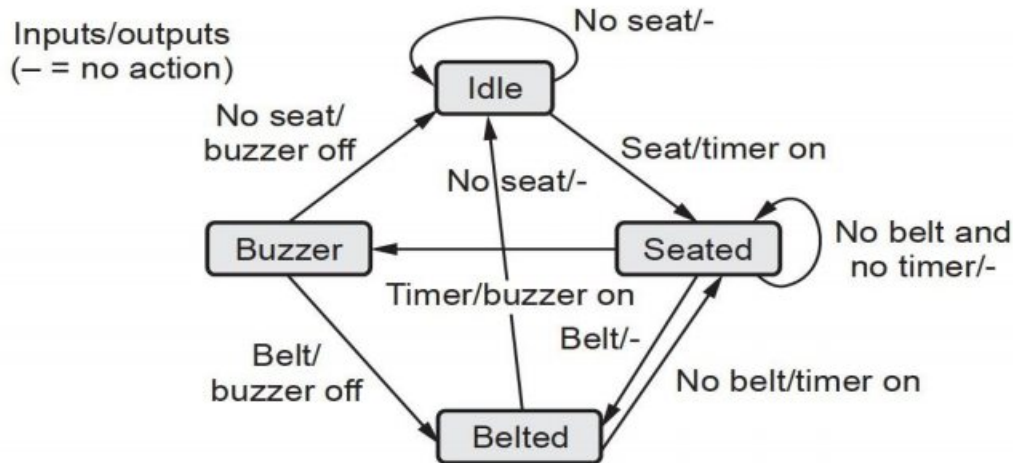 Inputs/outputs
(– = no action)
No seat/-
Idle
No seat/
buzzer off
Seat/timer on
No seat/-
Buzzer
Seated
No belt and
no timer/-
Timer/buzzer on
Belt/-
Belt/
buzzer off
No belt/timer on
Belted